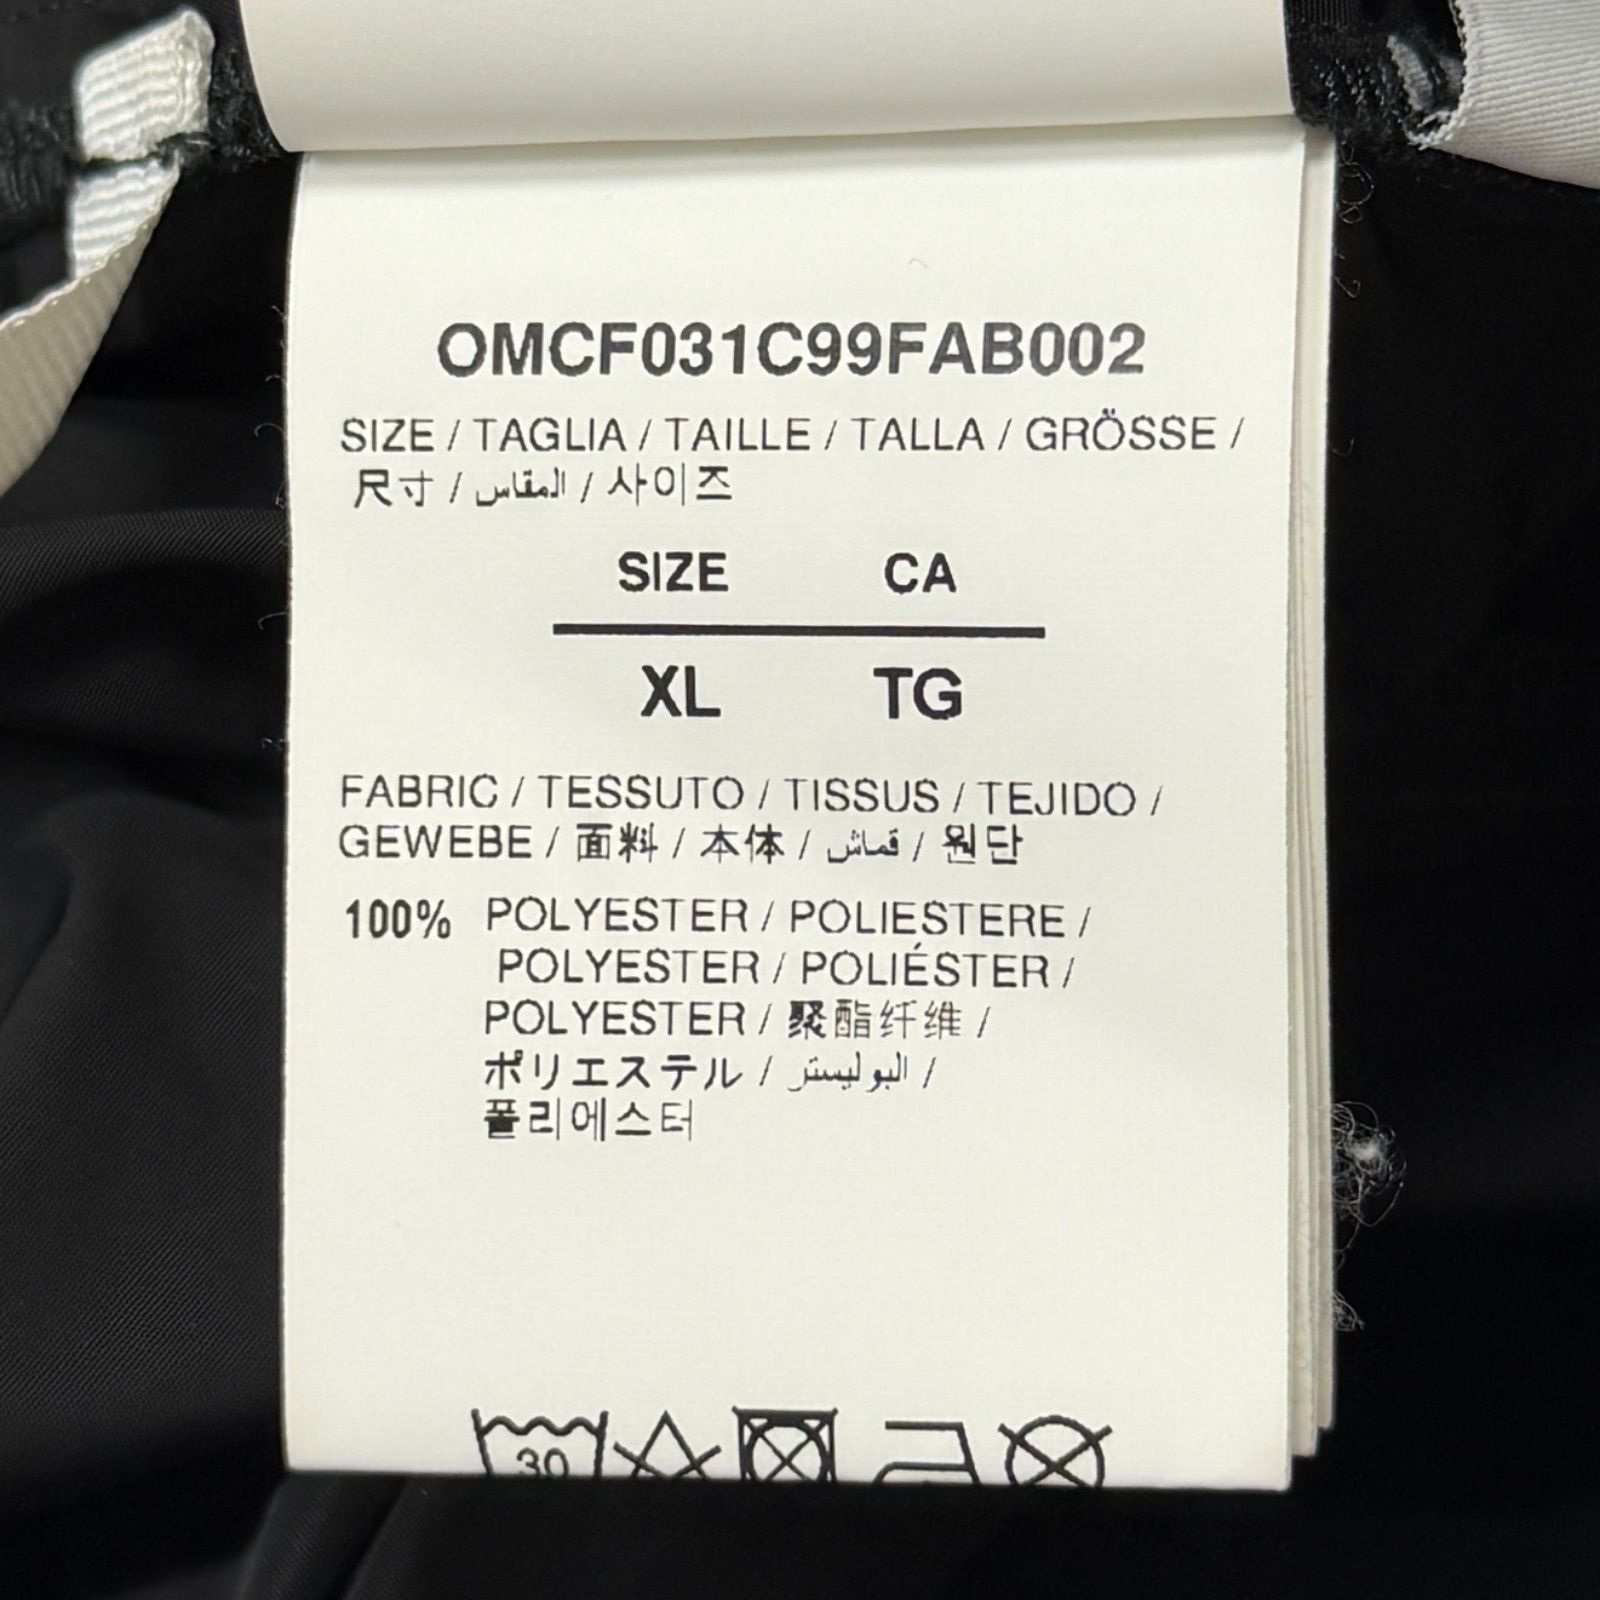 OMCF031C99FAB002
SIZE / TAGLIA / TAILLE / TALLA / GRÖSSE /
尺寸 / المقاس / 사이즈
SIZE CA
XL TG
FABRIC / TESSUTO / TISSUS / TEJIDO /
GEWEBE / 面料 / 本体 / قماش / 원단
100% POLYESTER / POLIESTERE /
POLYESTER / POLIÉSTER /
POLYESTER / 聚酯纤维 /
ポリエステル / البوليستر /
폴리에스터
30